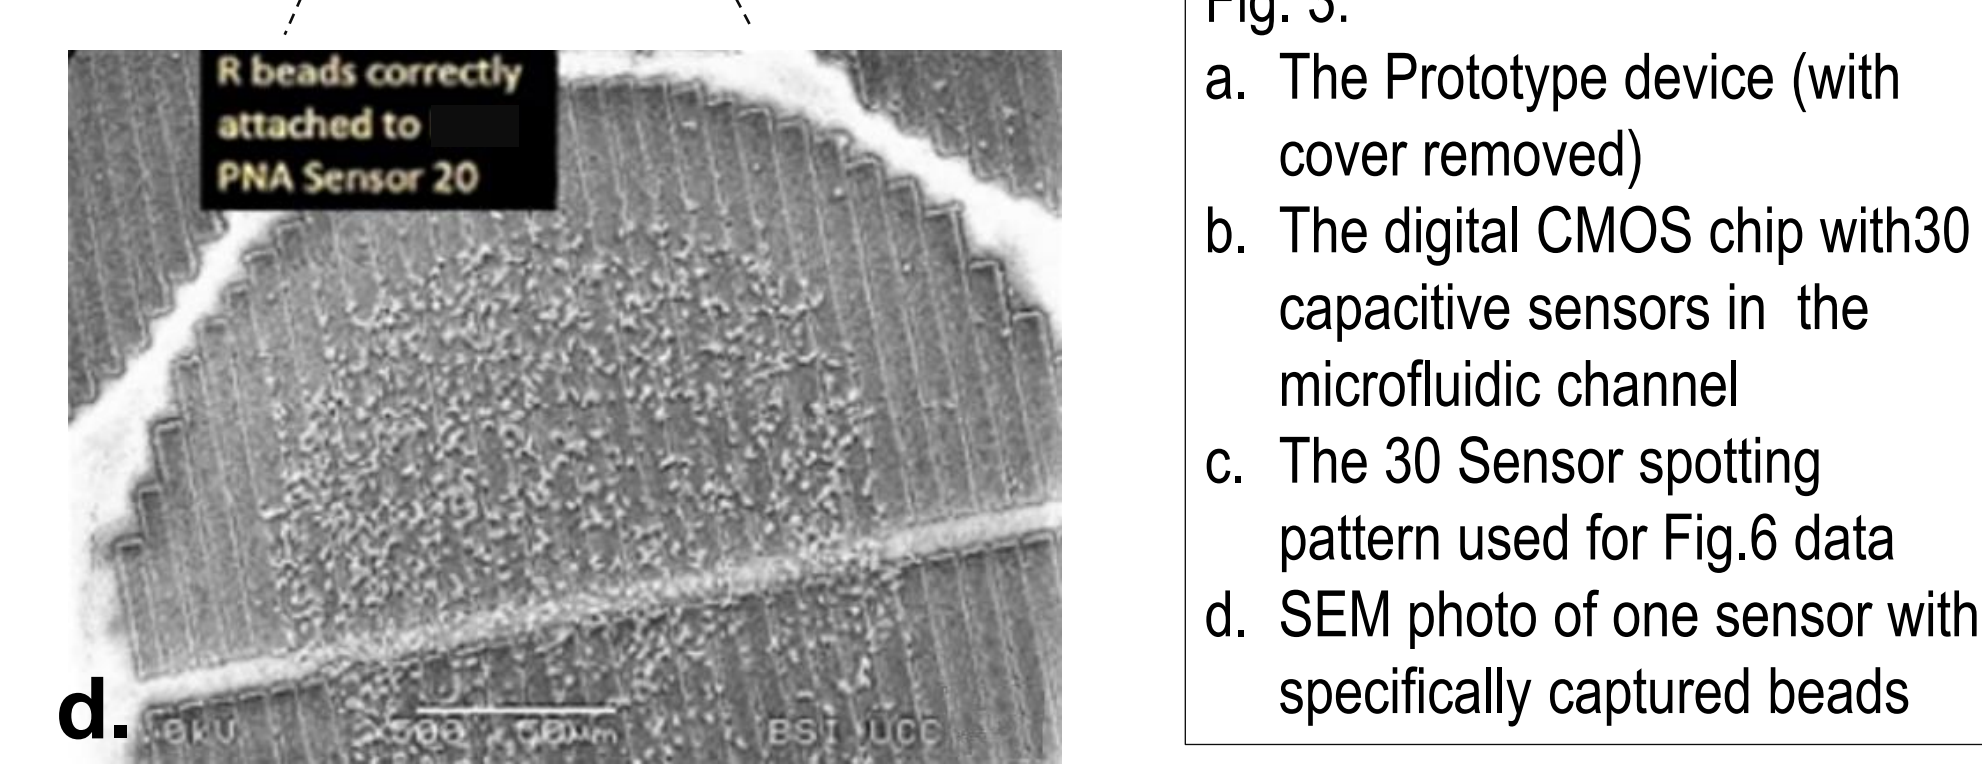 R beads correctly
attached to
PNA Sensor 20
d.
0kV X500 50µm BSI UCC
Fig. 3.
a. The Prototype device (with
cover removed)
b. The digital CMOS chip with30
capacitive sensors in  the
microfluidic channel
c. The 30 Sensor spotting
pattern used for Fig.6 data
d. SEM photo of one sensor with
specifically captured beads